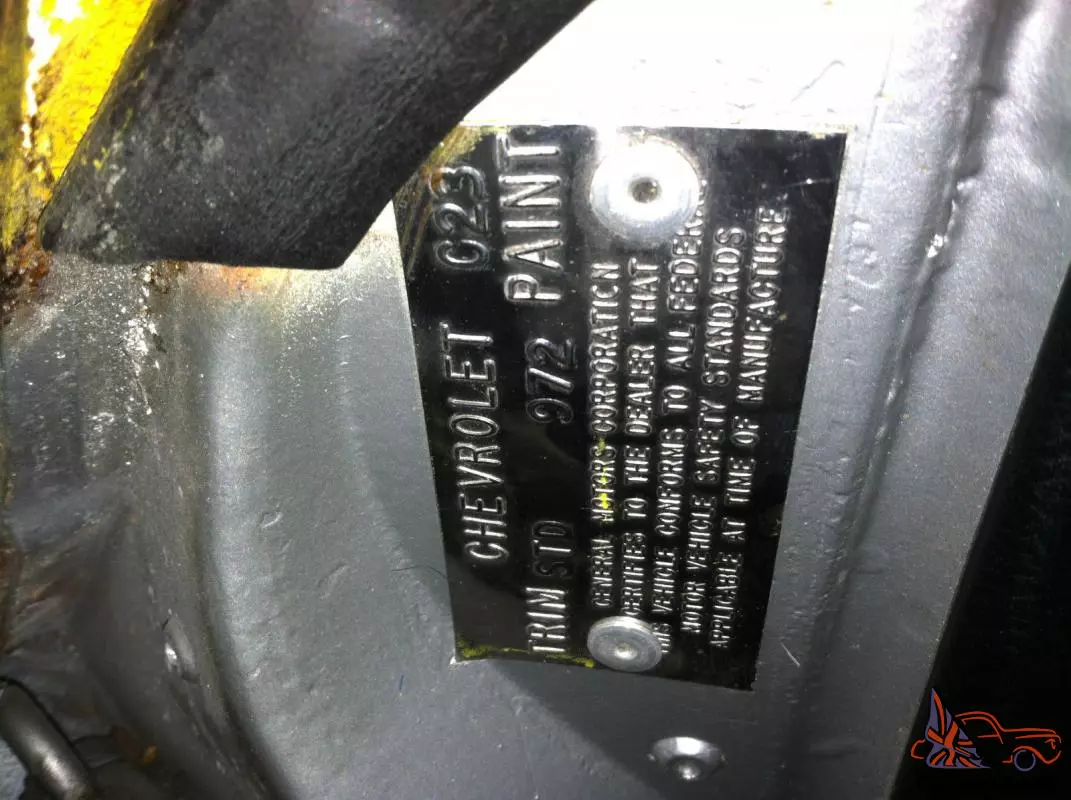 CHEVROLET C23
TRIM STD 972 PAINT
GENERAL MOTORS CORPORATION
CERTIFIES TO THE DEALER THAT
THIS VEHICLE CONFORMS TO ALL FEDERAL
MOTOR VEHICLE SAFETY STANDARDS
APPLICABLE AT TIME OF MANUFACTURE.